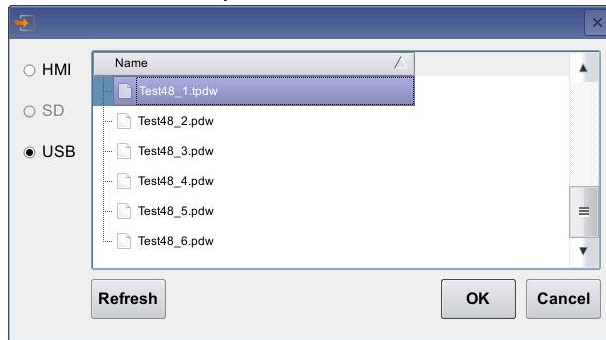 Name
HMI
Test48_1.tpdw
SD
Test48_2.pdw
USB
Test48_3.pdw
Test48_4.pdw
Test48_5.pdw
Test48_6.pdw
Refresh
OK
Cancel